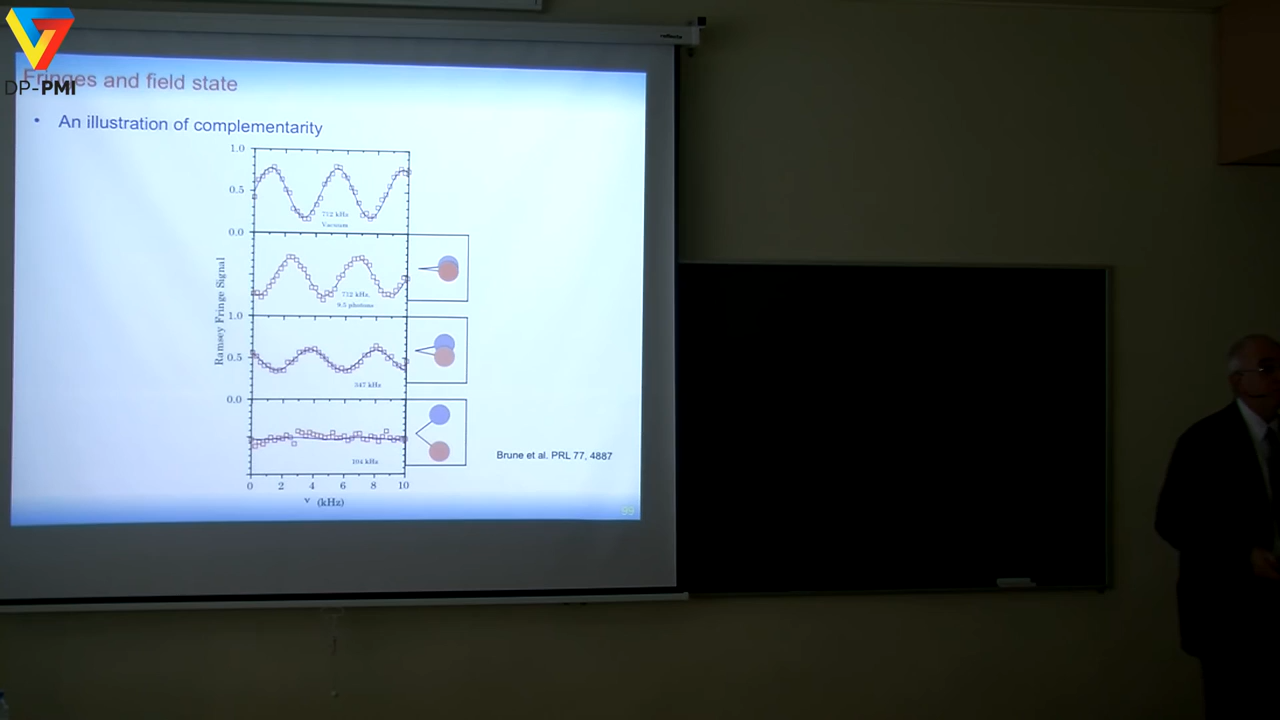 Fringes and field state
DP-PMI
• An illustration of complementarity
1.0
0.5
712 kHz
Vacuum
0.0
712 kHz,
9.5 photons
Ramsey Fringe Signal
1.0
0.5
347 kHz
0.0
104 kHz
Brune et al. PRL 77, 4887
0 2 4 6 8 10
ν (kHz)
99